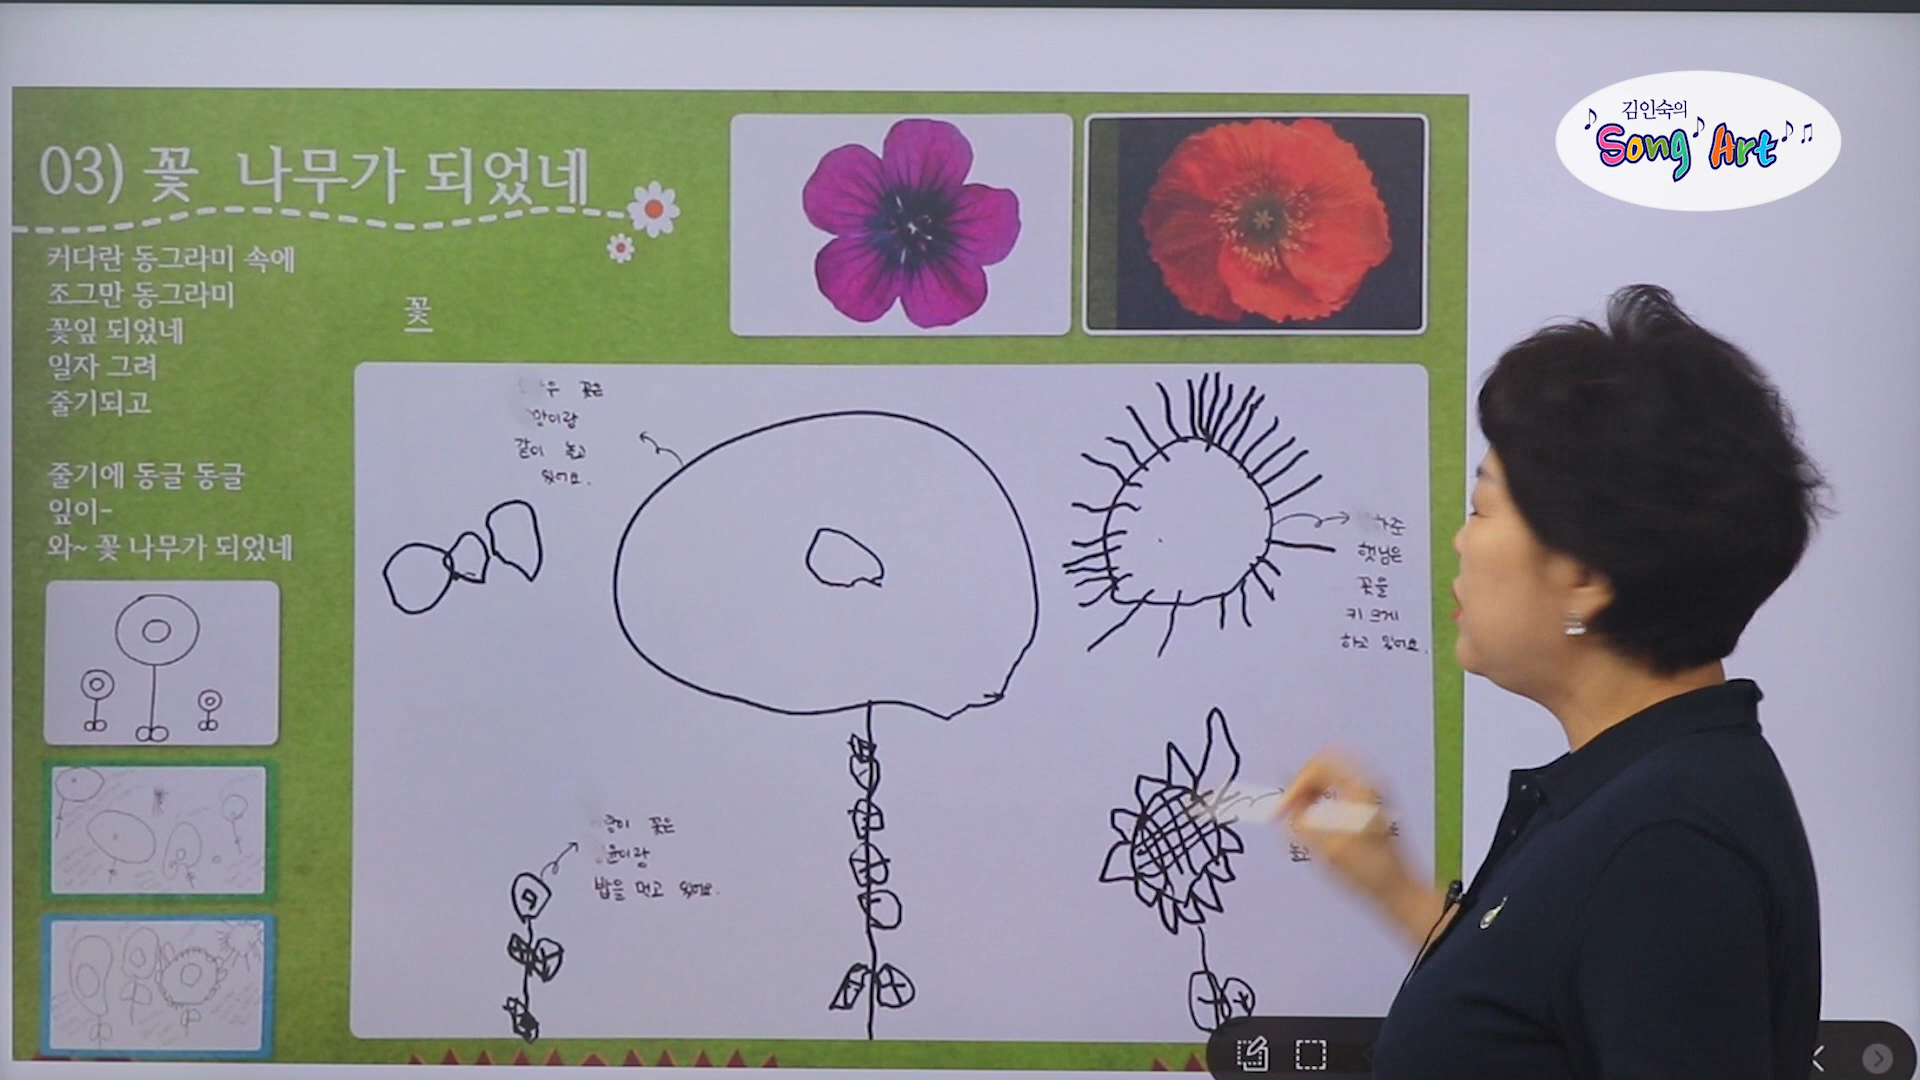 김인숙의
Song Art
03) 꽃 나무가 되었네
커다란 동그라미 속에
조그만 동그라미
꽃잎 되었네
일자 그려
줄기되고
꽃
줄기에 동글 동글
잎이-
와~ 꽃 나무가 되었네
꽃은
같이 놀고
있어요.
햇님은
꽃을
키 크게
하고 있어요.
꽃은
밥을 먹고 있어요.
놀고